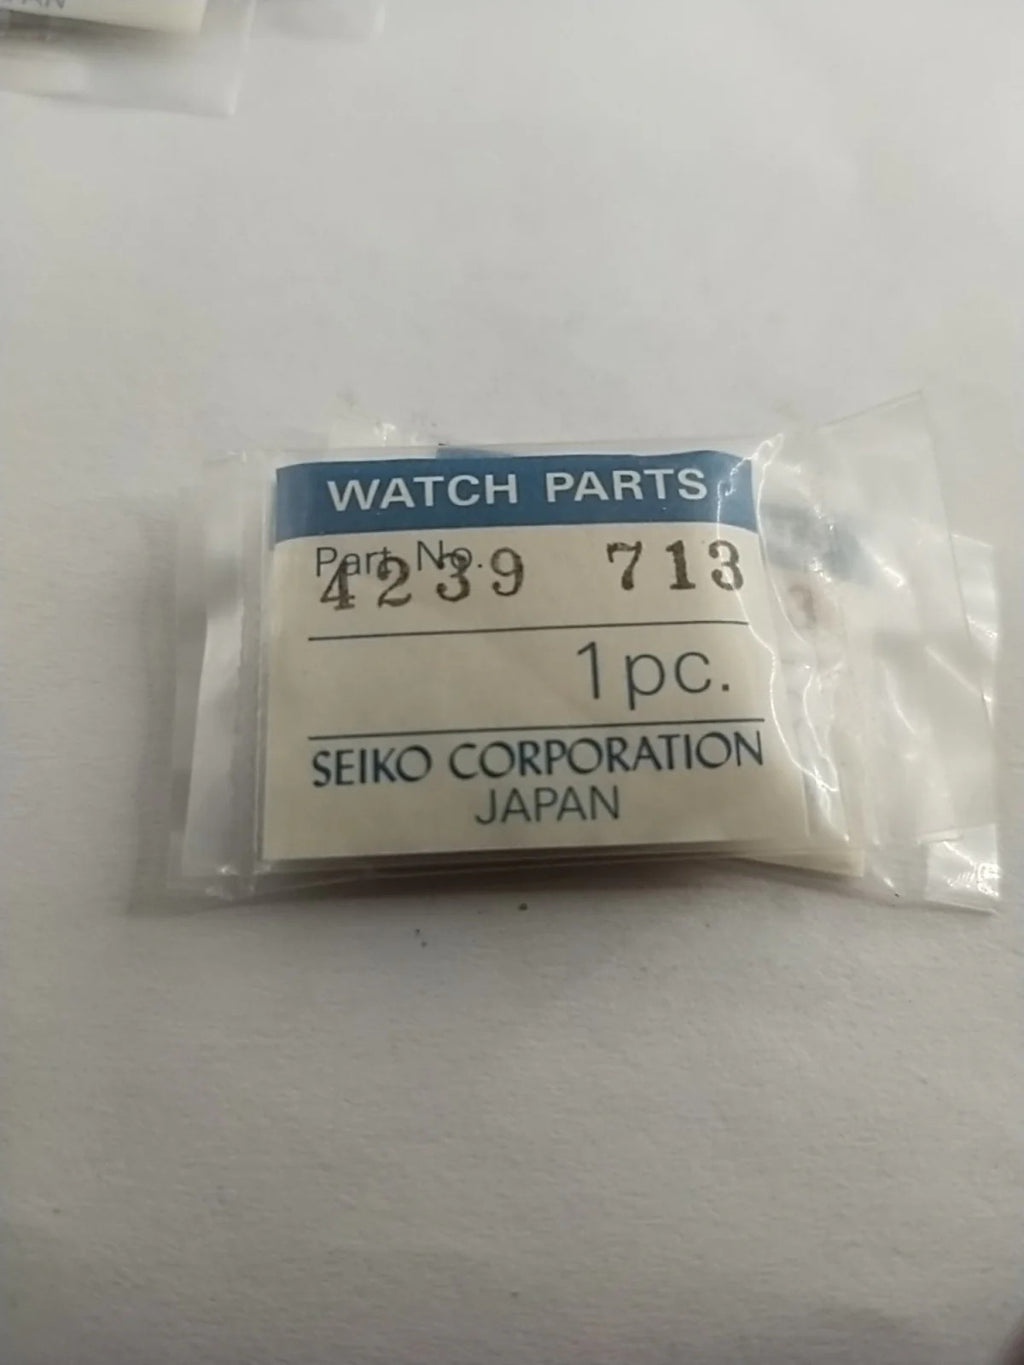 WATCH PARTS
Part No.
4239 713
1pc.
SEIKO CORPORATION
JAPAN